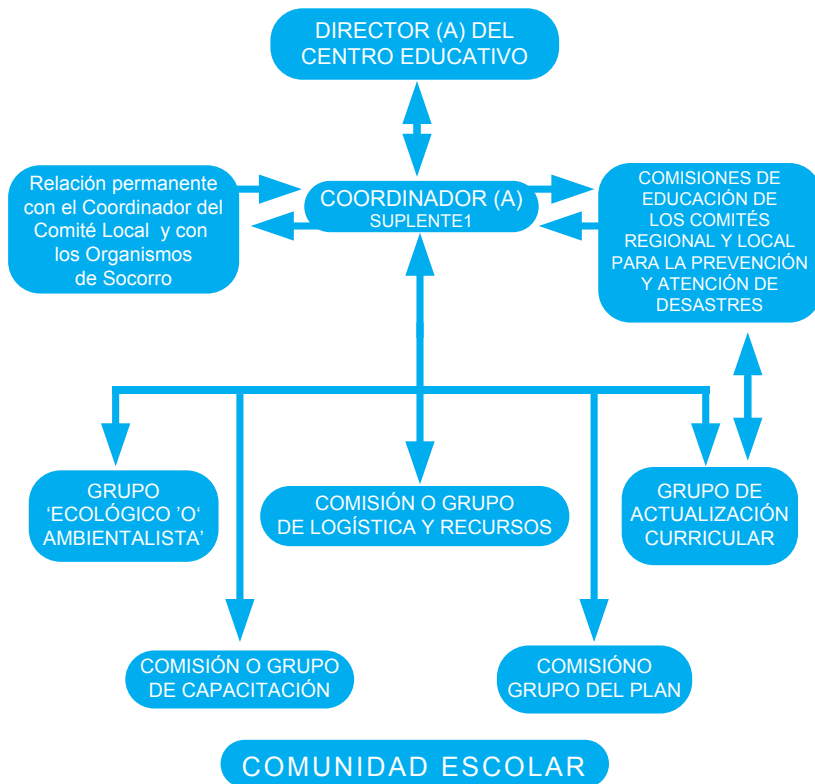 DIRECTOR (A) DEL
CENTRO EDUCATIVO
Relación permanente
con el Coordinador del
Comité Local y con
los Organismos
de Socorro
COORDINADOR (A)
SUPLENTE1
COMISIONES DE
EDUCACIÓN DE
LOS COMITÉS
REGIONAL Y LOCAL
PARA LA PREVENCIÓN
Y ATENCIÓN DE
DESASTRES
GRUPO
‘ECOLÓGICO ’O‘
AMBIENTALISTA’
COMISIÓN O GRUPO
DE LOGÍSTICA Y RECURSOS
GRUPO DE
ACTUALIZACIÓN
CURRICULAR
COMISIÓN O GRUPO
DE CAPACITACIÓN
COMISIÓNO
GRUPO DEL PLAN
COMUNIDAD ESCOLAR